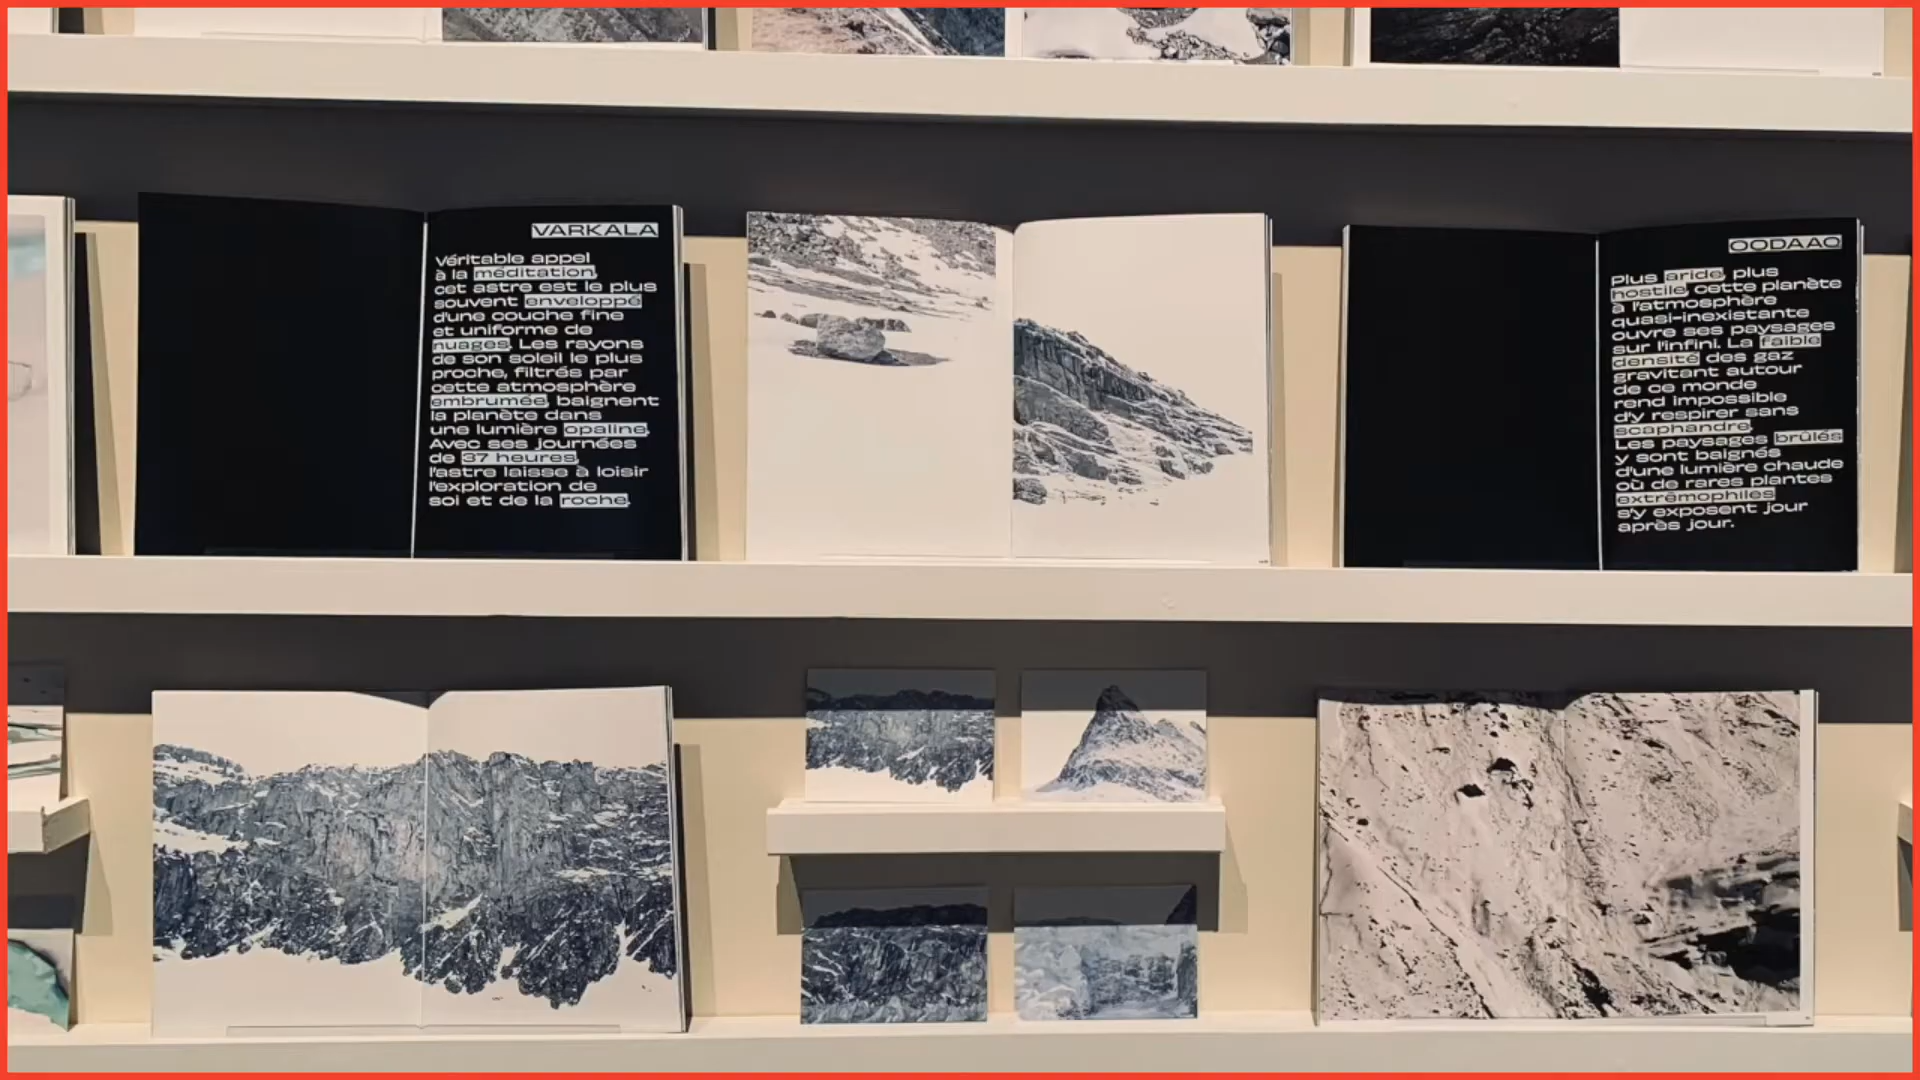 VARKALA
Véritable appel
à la méditation,
cet astre est le plus
souvent enveloppé
d'une couche fine
et uniforme de
nuages. Les rayons
de son soleil le plus
proche, filtrés par
cette atmosphère
embrumée, baignent
la planète dans
une lumière opaline.
Avec ses journées
de 37 heures,
l'astre laisse à loisir
l'exploration de
soi et de la roche.
OODAAQ
Plus aride, plus
hostile, cette planète
à l'atmosphère
quasi-inexistante
ouvre ses paysages
sur l'infini. La faible
densité des gaz
gravitant autour
de ce monde
rend impossible
d'y respirer sans
scaphandre.
Les paysages brûlés
y sont baignés
d'une lumière chaude
où de rares plantes
extrêmophiles
s'y exposent jour
après jour.